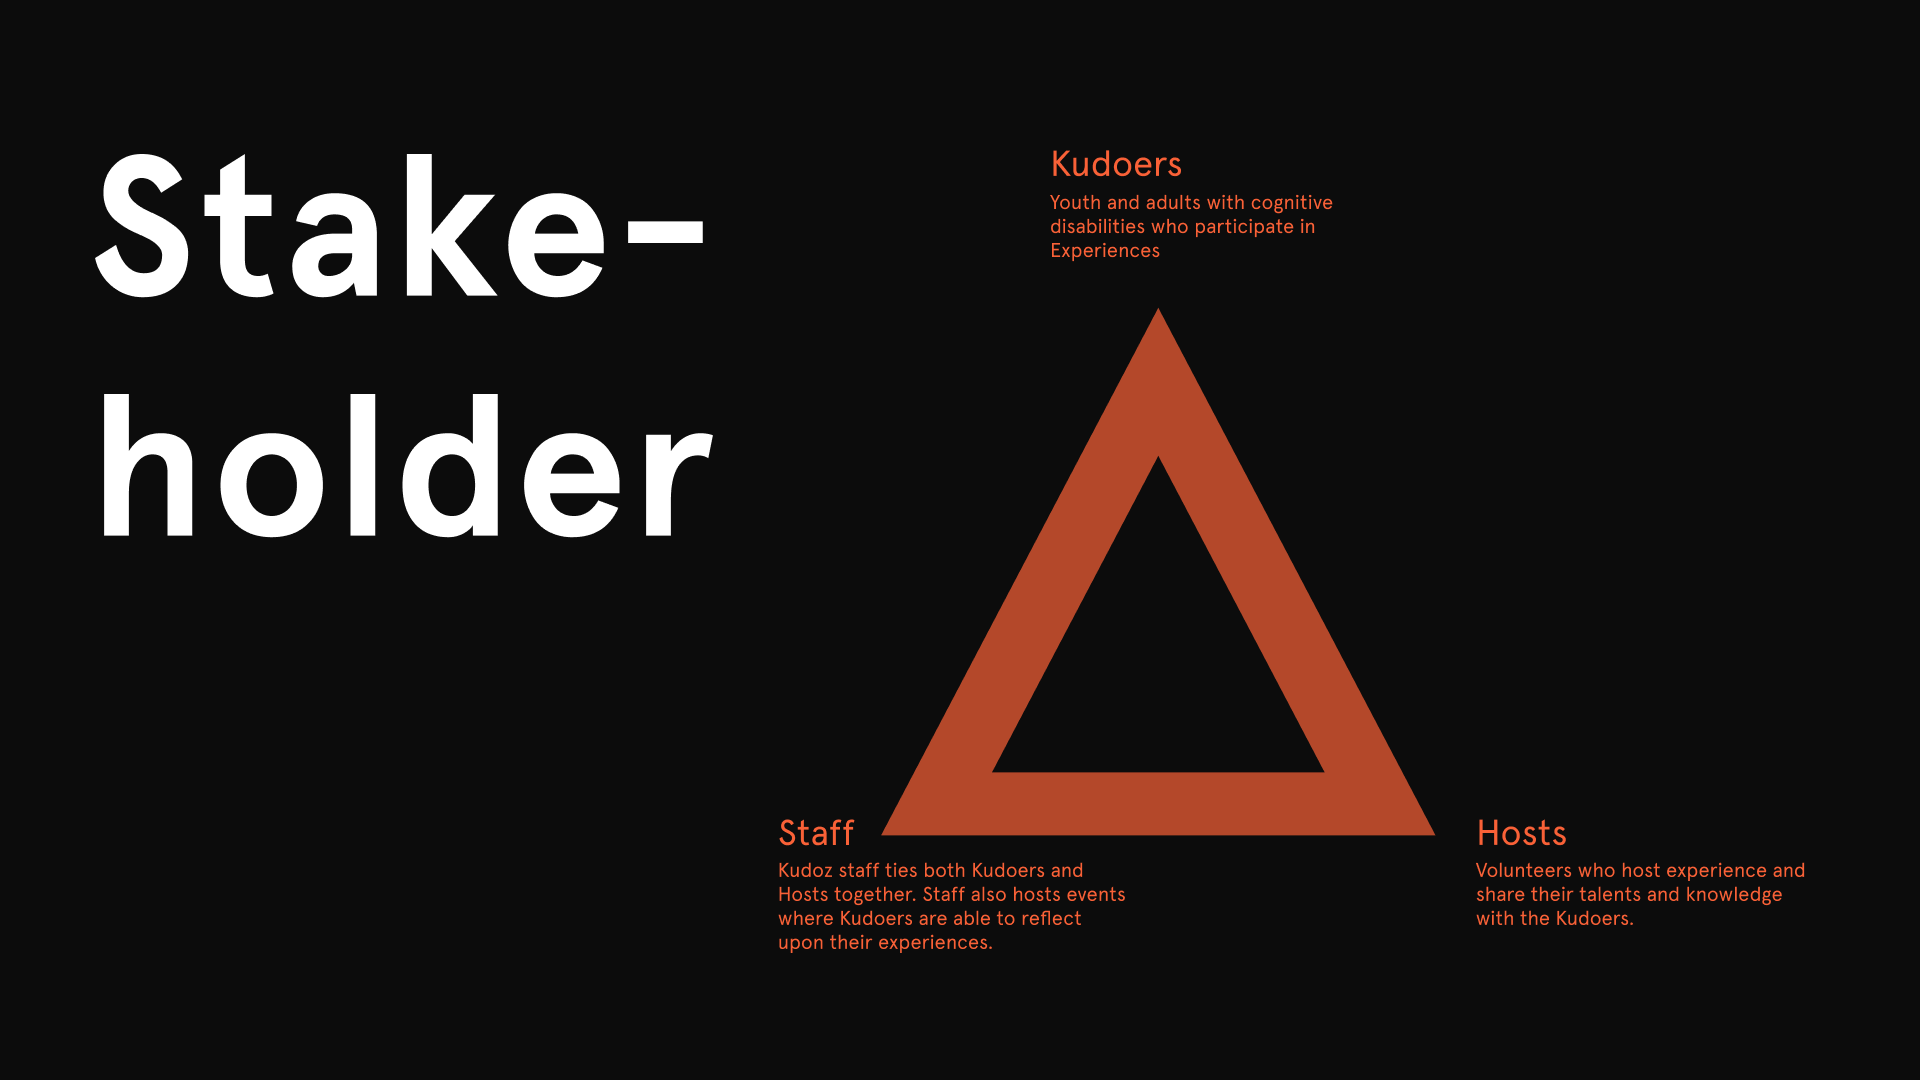 Stake-
holder
Kudoers
Youth and adults with cognitive
disabilities who participate in
Experiences
Staff
Kudoz staff ties both Kudoers and
Hosts together. Staff also hosts events
where Kudoers are able to reflect
upon their experiences.
Hosts
Volunteers who host experience and
share their talents and knowledge
with the Kudoers.